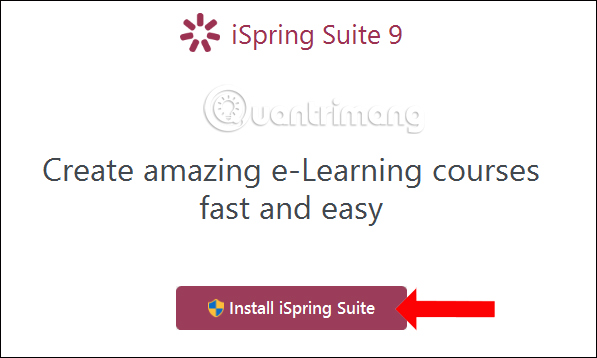 iSpring Suite 9
Quantrimang
Create amazing e-Learning courses
fast and easy
Install iSpring Suite